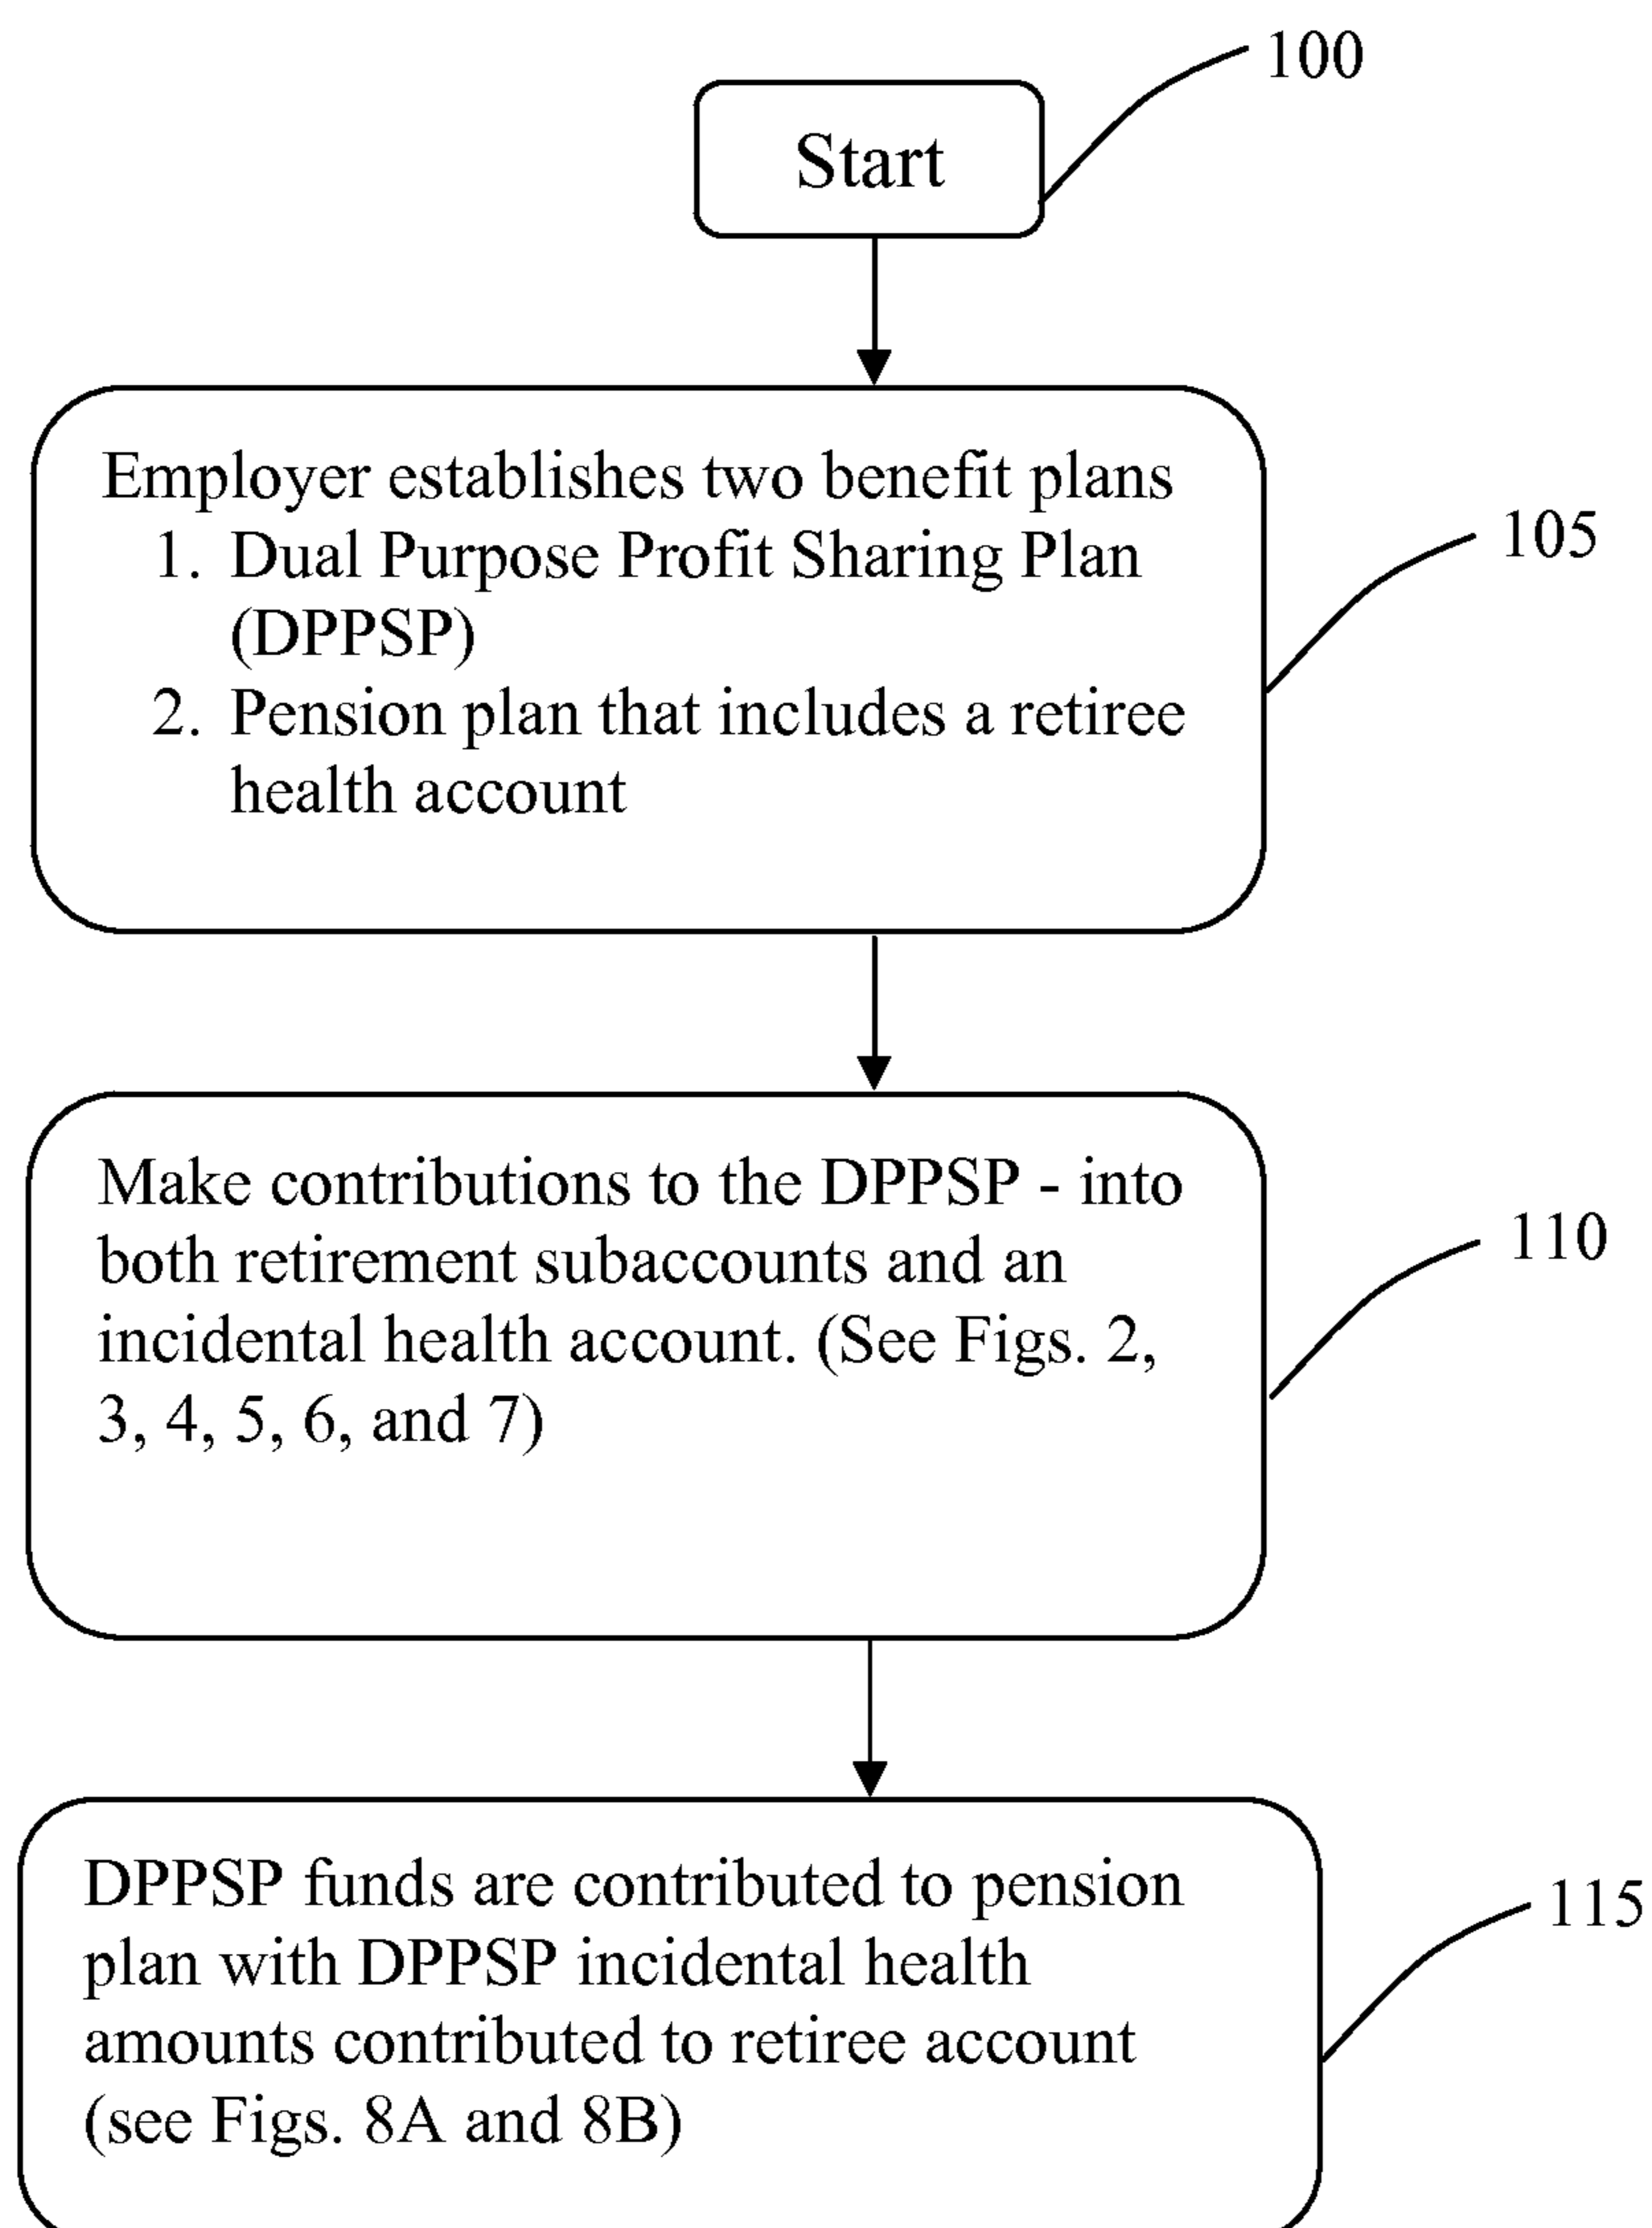 100
Start
Employer establishes two benefit plans
1. Dual Purpose Profit Sharing Plan
(DPPSP)
2. Pension plan that includes a retiree
health account
105
Make contributions to the DPPSP - into
both retirement subaccounts and an
incidental health account. (See Figs. 2,
3, 4, 5, 6, and 7)
110
DPPSP funds are contributed to pension
plan with DPPSP incidental health
amounts contributed to retiree account
(see Figs. 8A and 8B)
115